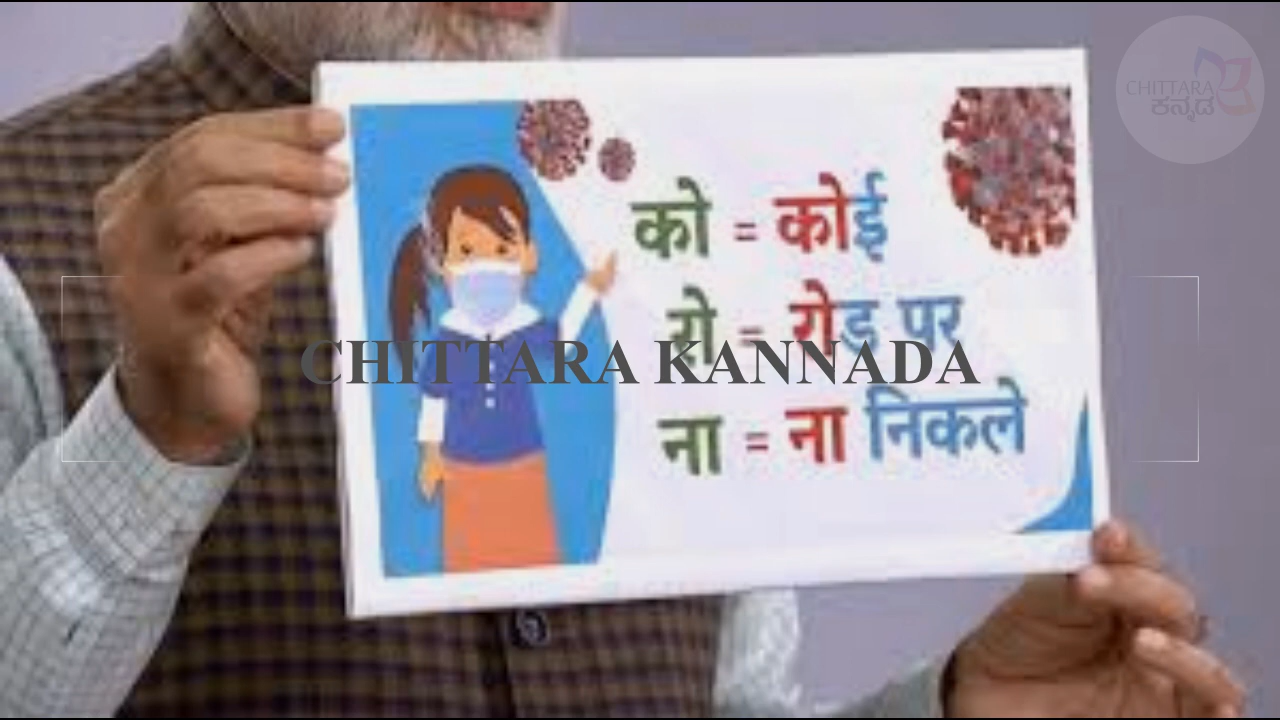 CHITTARA
ಕನ್ನಡ
को = कोई
रो = रोड पर
CHITTARA KANNADA
ना = ना निकले